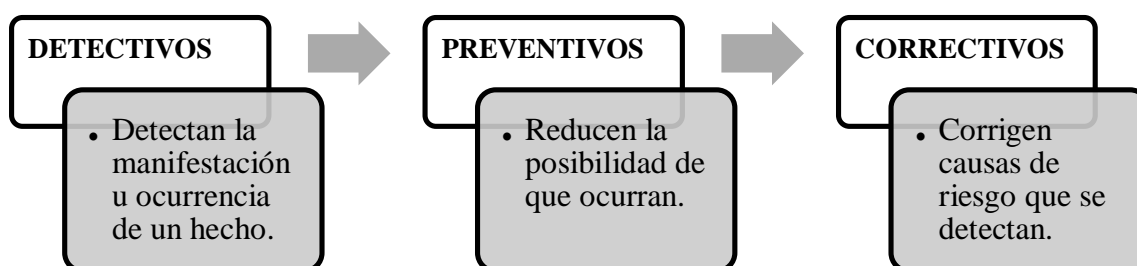 DETECTIVOS
• Detectan la
manifestación
u ocurrencia
de un hecho.
PREVENTIVOS
• Reducen la
posibilidad de
que ocurran.
CORRECTIVOS
• Corrigen
causas de
riesgo que se
detectan.